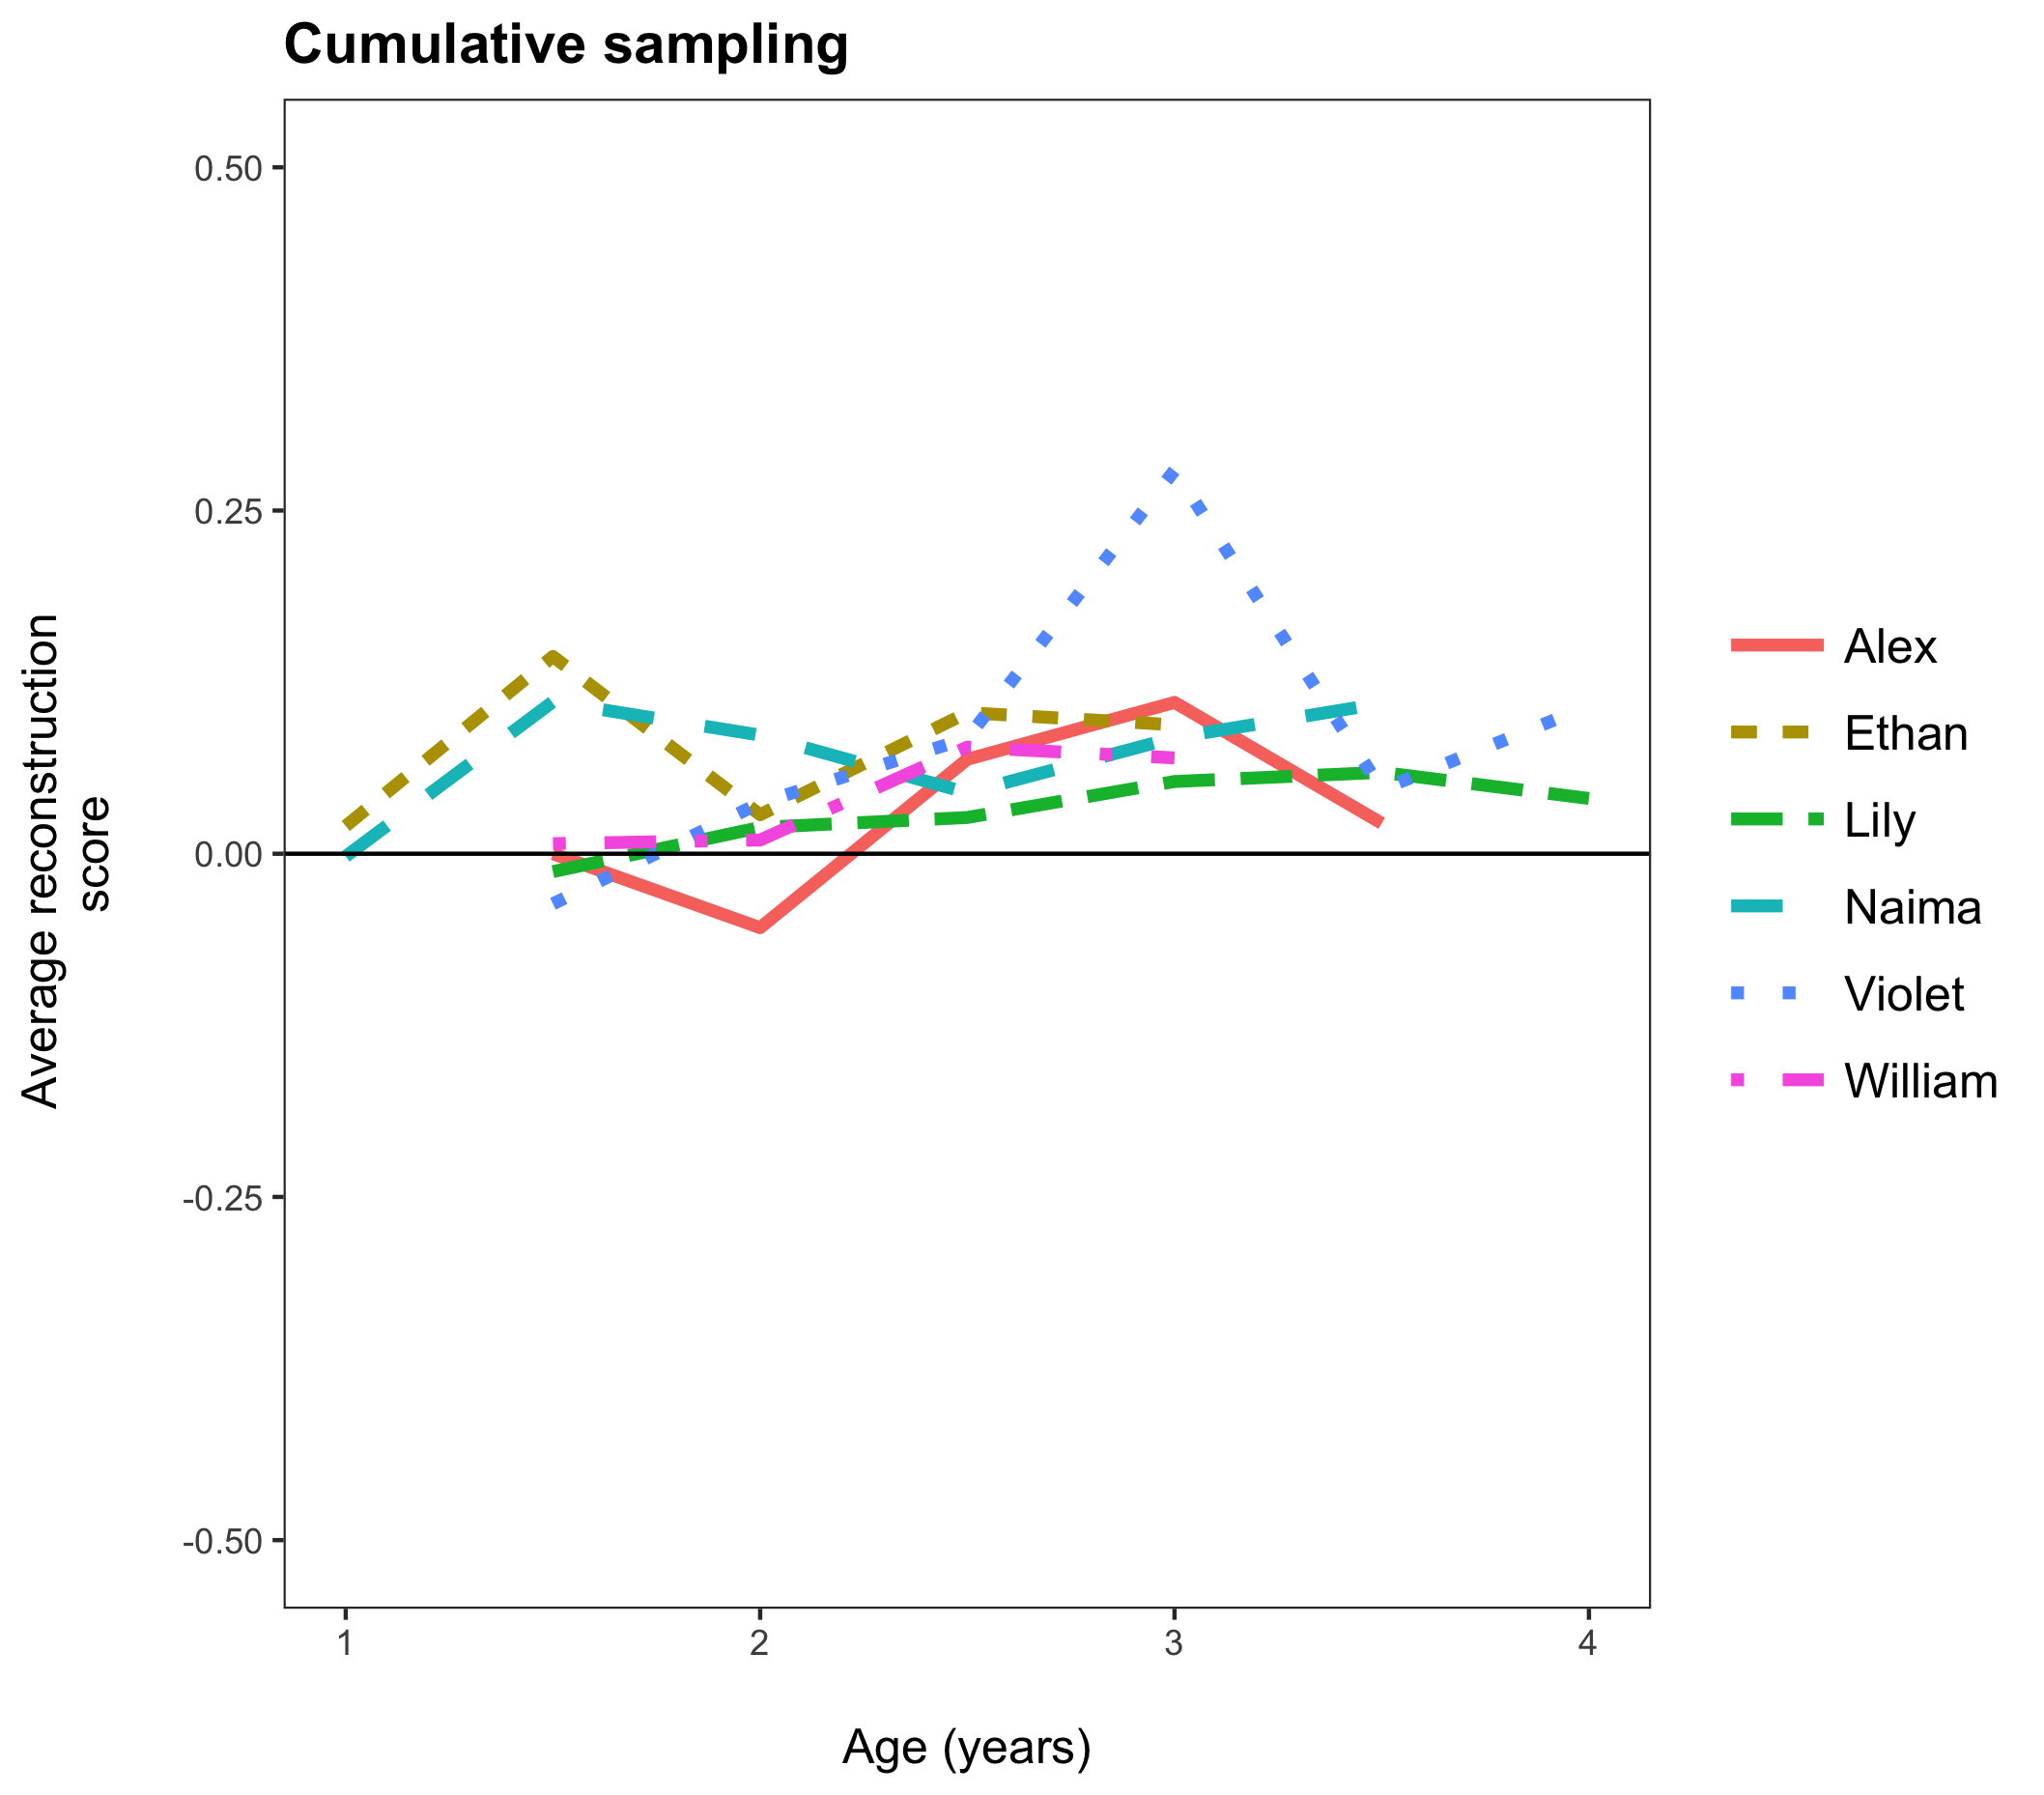 Cumulative sampling
Average reconstruction
score
0.50
0.25
0.00
-0.25
-0.50
1
2
3
4
Age (years)
Alex
Ethan
Lily
Naima
Violet
William